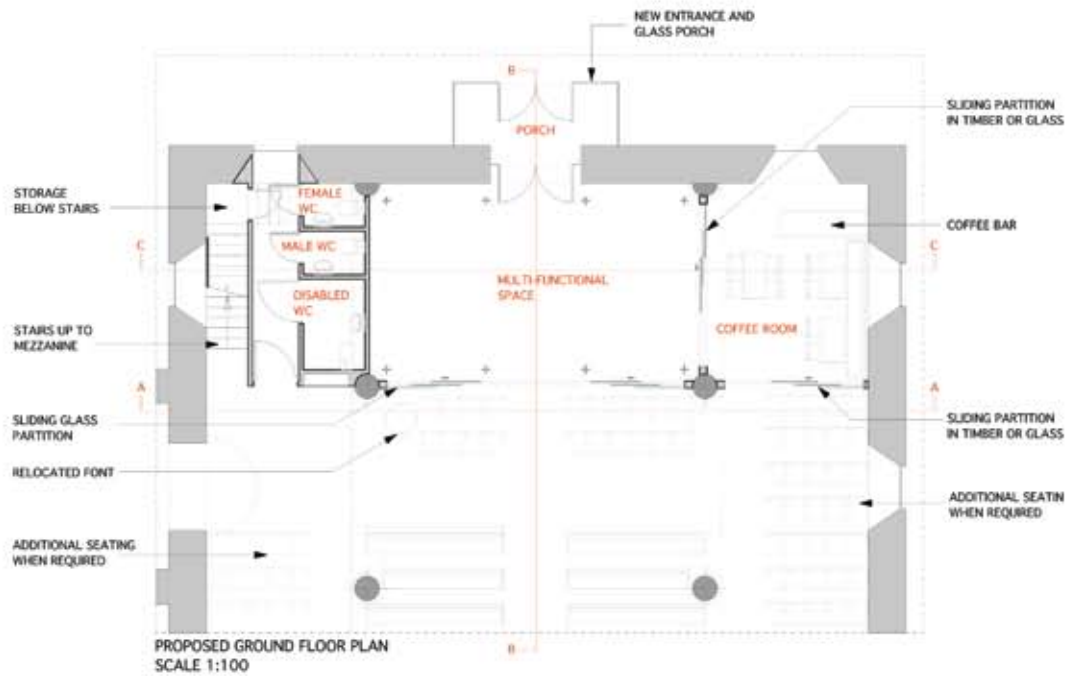 NEW ENTRANCE AND
GLASS PORCH
B
SLIDING PARTITION
IN TIMBER OR GLASS
PORCH
STORAGE
BELOW STAIRS
FEMALE
WC
COFFEE BAR
C
MALE WC
C
MULTI-FUNCTIONAL
SPACE
DISABLED
WC
COFFEE ROOM
STAIRS UP TO
MEZZANINE
A
A
SLIDING GLASS
PARTITION
SLIDING PARTITION
IN TIMBER OR GLASS
RELOCATED FONT
ADDITIONAL SEATIN
WHEN REQUIRED
ADDITIONAL SEATING
WHEN REQUIRED
B
PROPOSED GROUND FLOOR PLAN
SCALE 1:100